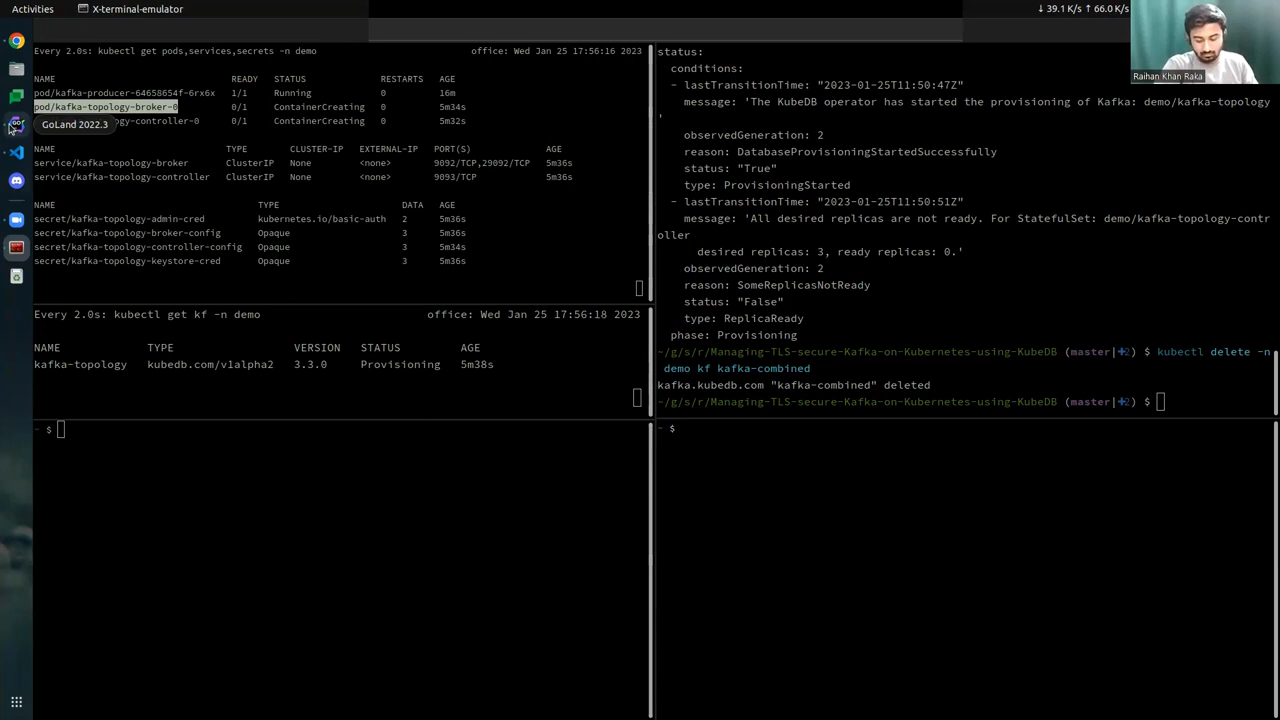 Activities
X-terminal-emulator
↓ 39.1 K/s ↑ 66.0 K/s
Raihan Khan Raka
Every 2.0s: kubectl get pods,services,secrets -n demo
office: Wed Jan 25 17:56:16 2023
NAME READY STATUS RESTARTS AGE
pod/kafka-producer-64658654f-6rx6x 1/1 Running 0 16m
pod/kafka-topology-broker-0 0/1 ContainerCreating 0 5m34s
ogy-controller-0 0/1 ContainerCreating 0 5m32s
GoLand 2022.3
NAME TYPE CLUSTER-IP EXTERNAL-IP PORT(S) AGE
service/kafka-topology-broker ClusterIP None <none> 9092/TCP,29092/TCP 5m36s
service/kafka-topology-controller ClusterIP None <none> 9093/TCP 5m36s
NAME TYPE DATA AGE
secret/kafka-topology-admin-cred kubernetes.io/basic-auth 2 5m36s
secret/kafka-topology-broker-config Opaque 3 5m36s
secret/kafka-topology-controller-config Opaque 3 5m34s
secret/kafka-topology-keystore-cred Opaque 3 5m36s
Every 2.0s: kubectl get kf -n demo
office: Wed Jan 25 17:56:18 2023
NAME TYPE VERSION STATUS AGE
kafka-topology kubedb.com/v1alpha2 3.3.0 Provisioning 5m38s
~ $
status:
conditions:
- lastTransitionTime: "2023-01-25T11:50:47Z"
message: 'The KubeDB operator has started the provisioning of Kafka: demo/kafka-topology
'
observedGeneration: 2
reason: DatabaseProvisioningStartedSuccessfully
status: "True"
type: ProvisioningStarted
- lastTransitionTime: "2023-01-25T11:50:51Z"
message: 'All desired replicas are not ready. For StatefulSet: demo/kafka-topology-contr
oller
desired replicas: 3, ready replicas: 0.'
observedGeneration: 2
reason: SomeReplicasNotReady
status: "False"
type: ReplicaReady
phase: Provisioning
~/g/s/r/Managing-TLS-secure-Kafka-on-Kubernetes-using-KubeDB (master|✚2) $ kubectl delete -n
demo kf kafka-combined
kafka.kubedb.com "kafka-combined" deleted
~/g/s/r/Managing-TLS-secure-Kafka-on-Kubernetes-using-KubeDB (master|✚2) $
~ $